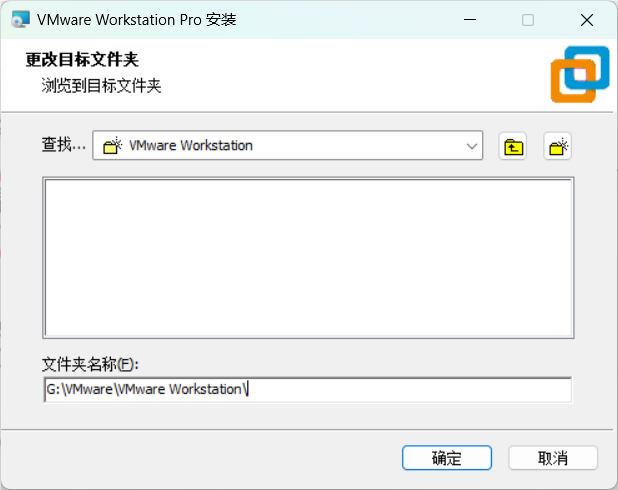 VMware Workstation Pro 安装
更改目标文件夹
浏览到目标文件夹
查找...
VMware Workstation
文件夹名称(F):
G:\VMware\VMware Workstation\
确定
取消